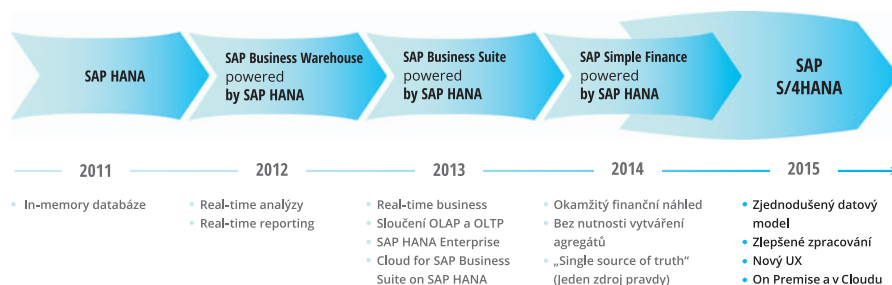 SAP HANA
SAP Business Warehouse
powered
by SAP HANA
SAP Business Suite
powered
by SAP HANA
SAP Simple Finance
powered
by SAP HANA
SAP
S/4HANA
2011
2012
2013
2014
2015
• In-memory databáze
• Real-time analýzy
• Real-time reporting
• Real-time business
• Sloučení OLAP a OLTP
• SAP HANA Enterprise
• Cloud for SAP Business
Suite on SAP HANA
• Okamžitý finanční náhled
• Bez nutnosti vytváření
agregátů
• „Single source of truth“
(Jeden zdroj pravdy)
• Zjednodušený datový
model
• Zlepšené zpracování
• Nový UX
• On Premise a v Cloudu